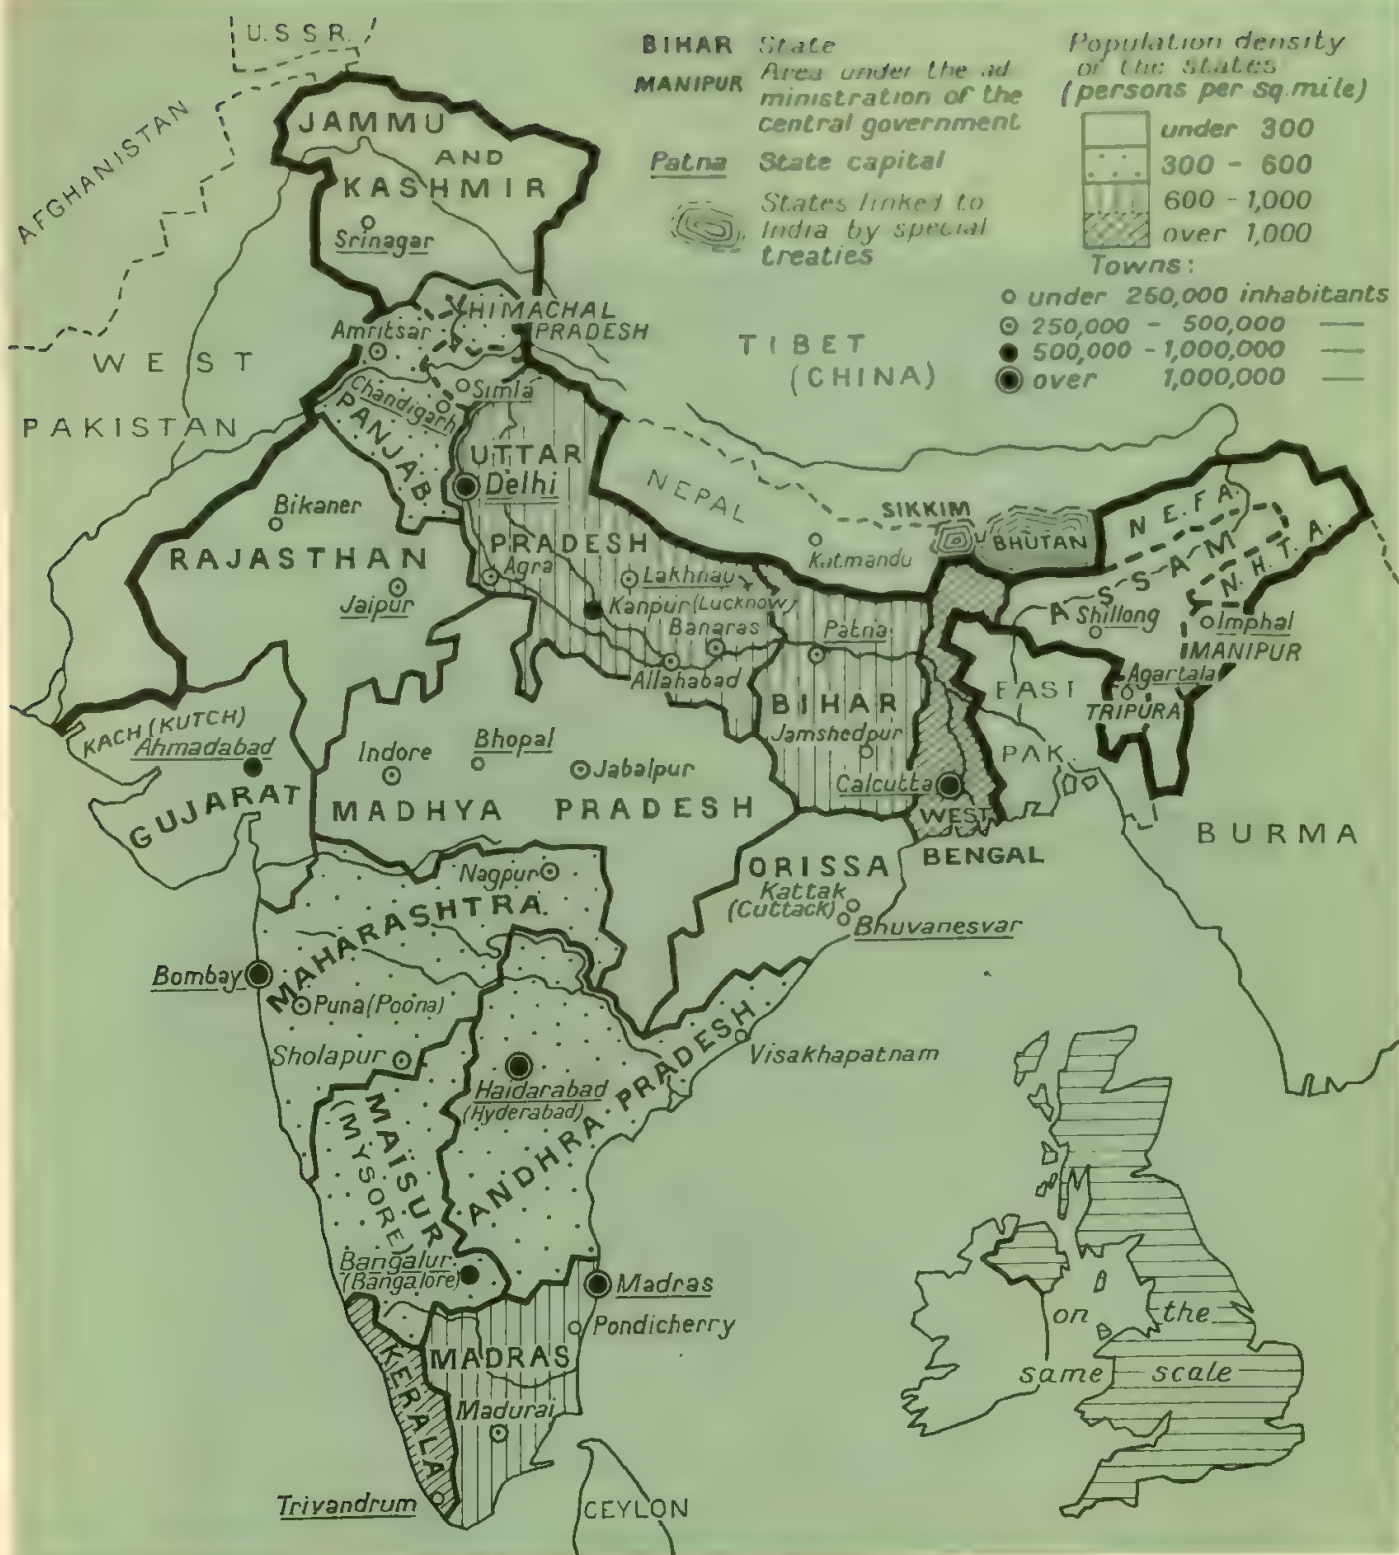 U.S.S.R.
BIHAR State
MANIPUR Area under the ad
ministration of the
central government
Patna State capital
States linked to
India by special
treaties
Population density
of the states
(persons per sq.mile)
under 300
300 - 600
600 - 1,000
over 1,000
Towns:
under 250,000 inhabitants
250,000 - 500,000
500,000 - 1,000,000
over 1,000,000
AFGHANISTAN
JAMMU
AND
KASHMIR
Srinagar
HIMACHAL
PRADESH
Amritsar
WEST
PAKISTAN
TIBET
(CHINA)
Simla
Chandigarh
PANJAB
UTTAR
Delhi
PRADESH
NEPAL
Katmandu
SIKKIM
BHUTAN
N.E.F.A.
ASSAM
N.H.T.A.
Bikaner
RAJASTHAN
Jaipur
Agra
Lakhnau
Kanpur (Lucknow)
Banaras
Allahabad
Patna
Shillong
Imphal
MANIPUR
Agartala
TRIPURA
EAST
PAK.
BIHAR
Jamshedpur
Calcutta
WEST
BENGAL
BURMA
KACH (KUTCH)
Ahmadabad
GUJARAT
Indore
Bhopal
Jabalpur
MADHYA PRADESH
ORISSA
Kattak
(Cuttack)
Bhuvanesvar
Nagpur
MAHARASHTRA
Bombay
Puna (Poona)
Sholapur
Haidarabad
(Hyderabad)
ANDHRA PRADESH
Visakhapatnam
MAISUR
(MYSORE)
Bangalur
(Bangalore)
Madras
Pondicherry
MADRAS
KERALA
Madurai
Trivandrum
CEYLON
on the
same scale